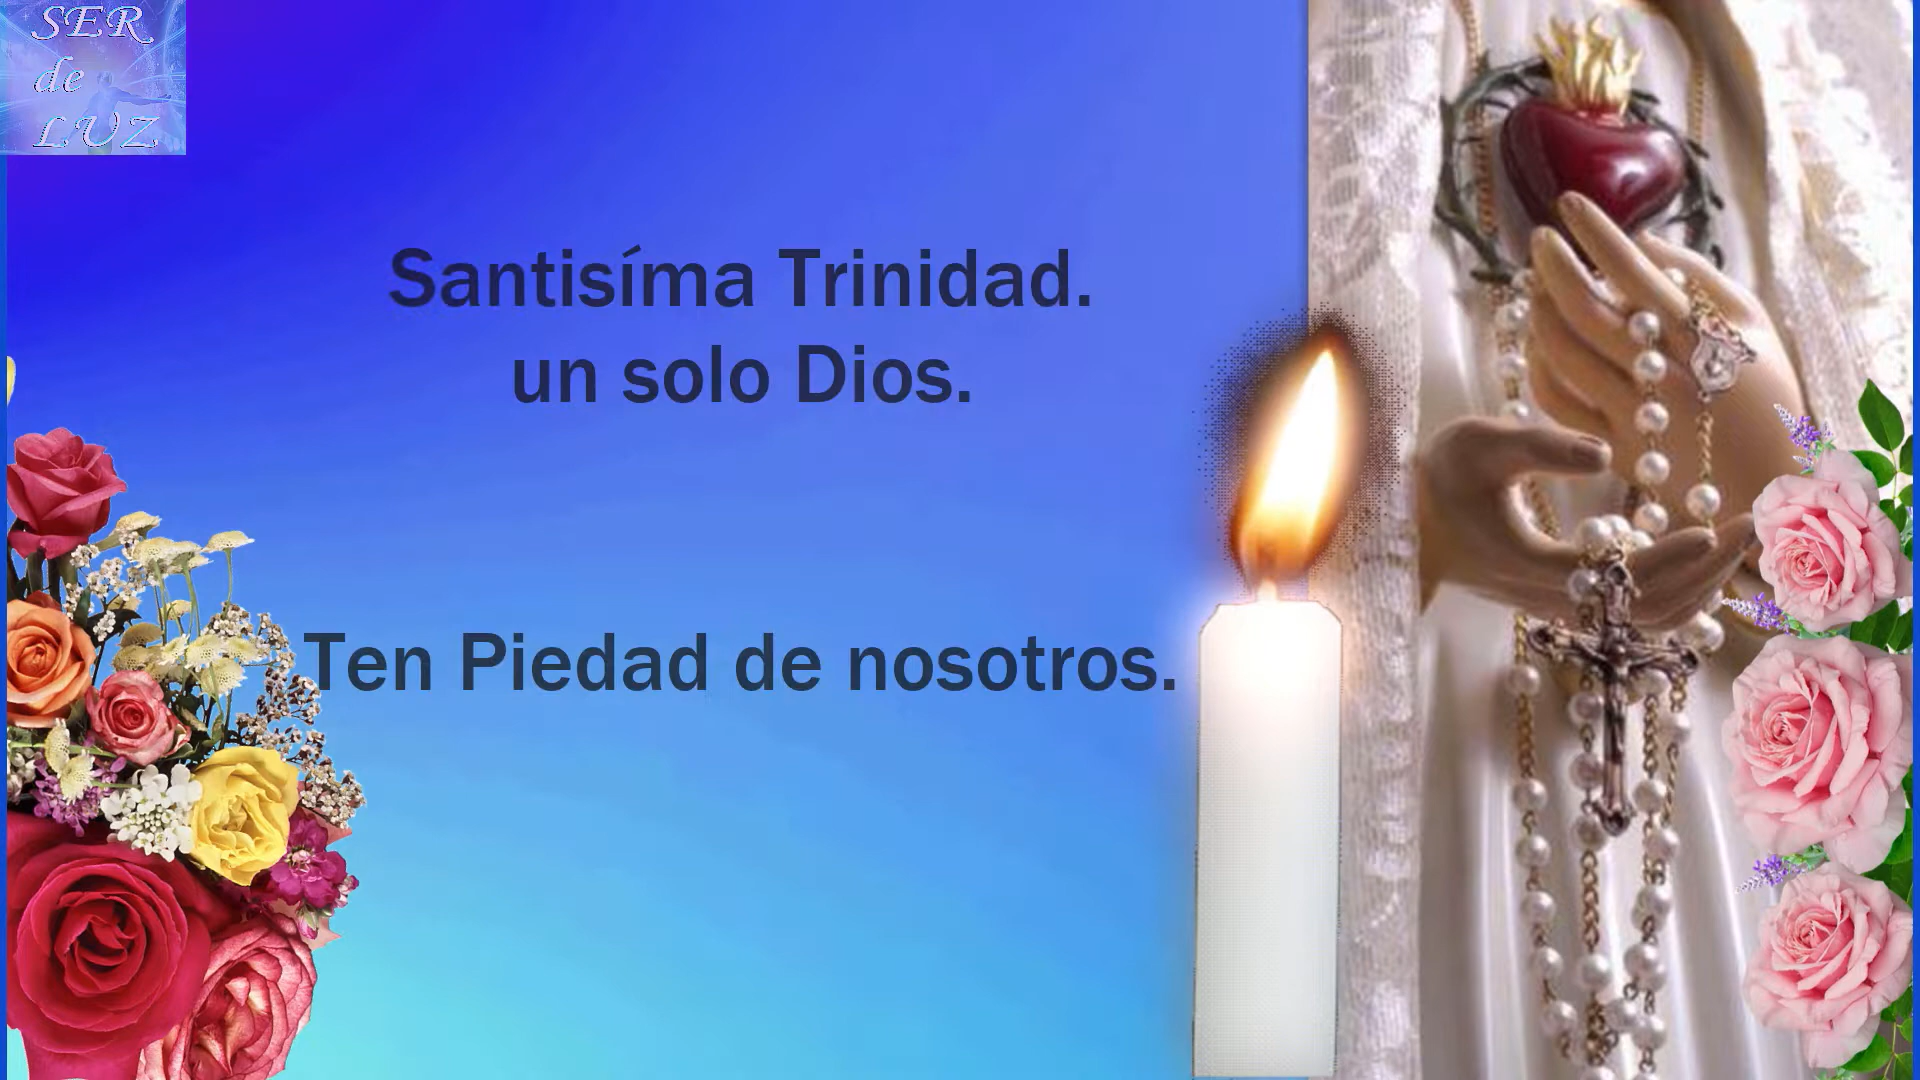 SER
de
LUZ
Santisíma Trinidad.
un solo Dios.
Ten Piedad de nosotros.